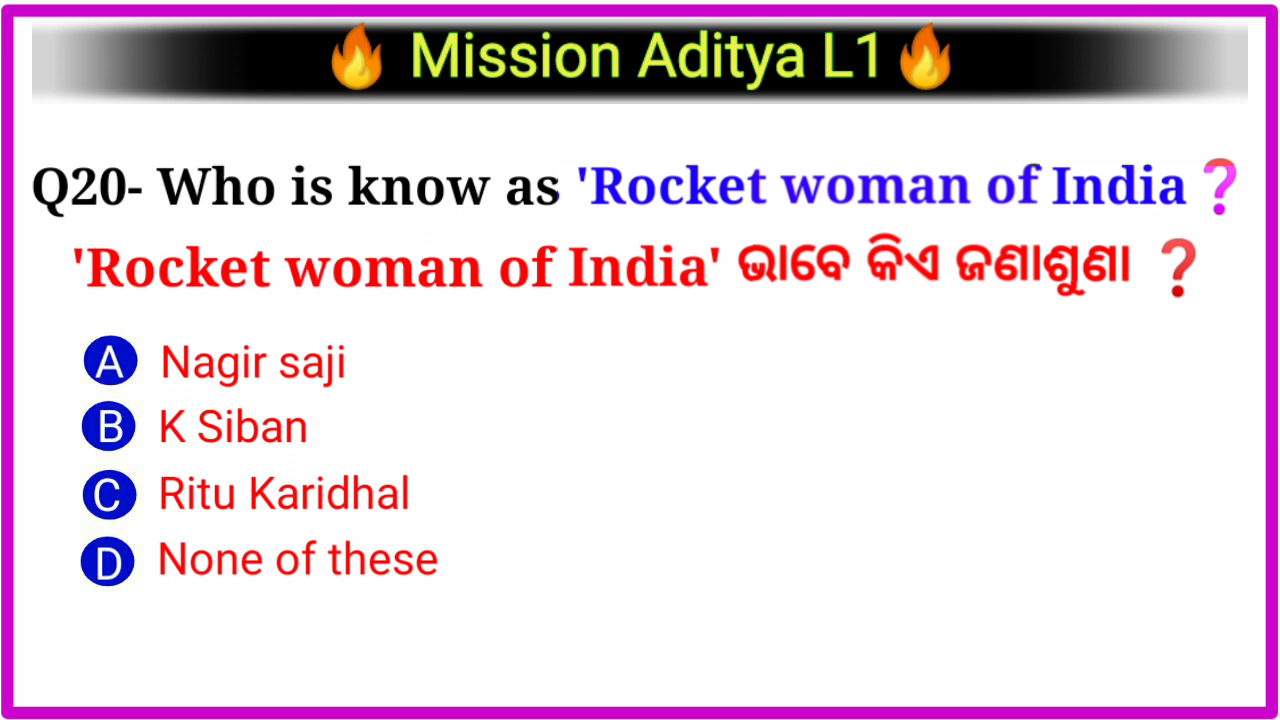 🔥 Mission Aditya L1 🔥
Q20- Who is know as 'Rocket woman of India ❓
'Rocket woman of India' ଭାବେ କିଏ ଜଣାଶୁଣା ❓
A Nagir saji
B K Siban
C Ritu Karidhal
D None of these